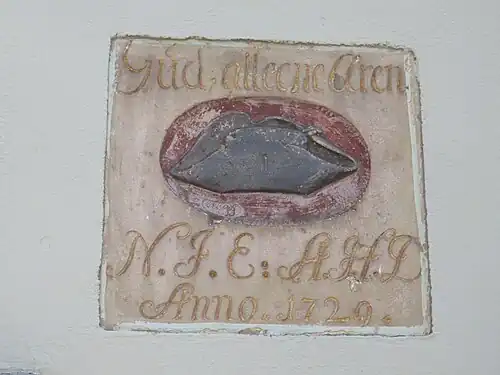 Gud allene Æren
N. J. E: A. H. D
Anno. 1729.